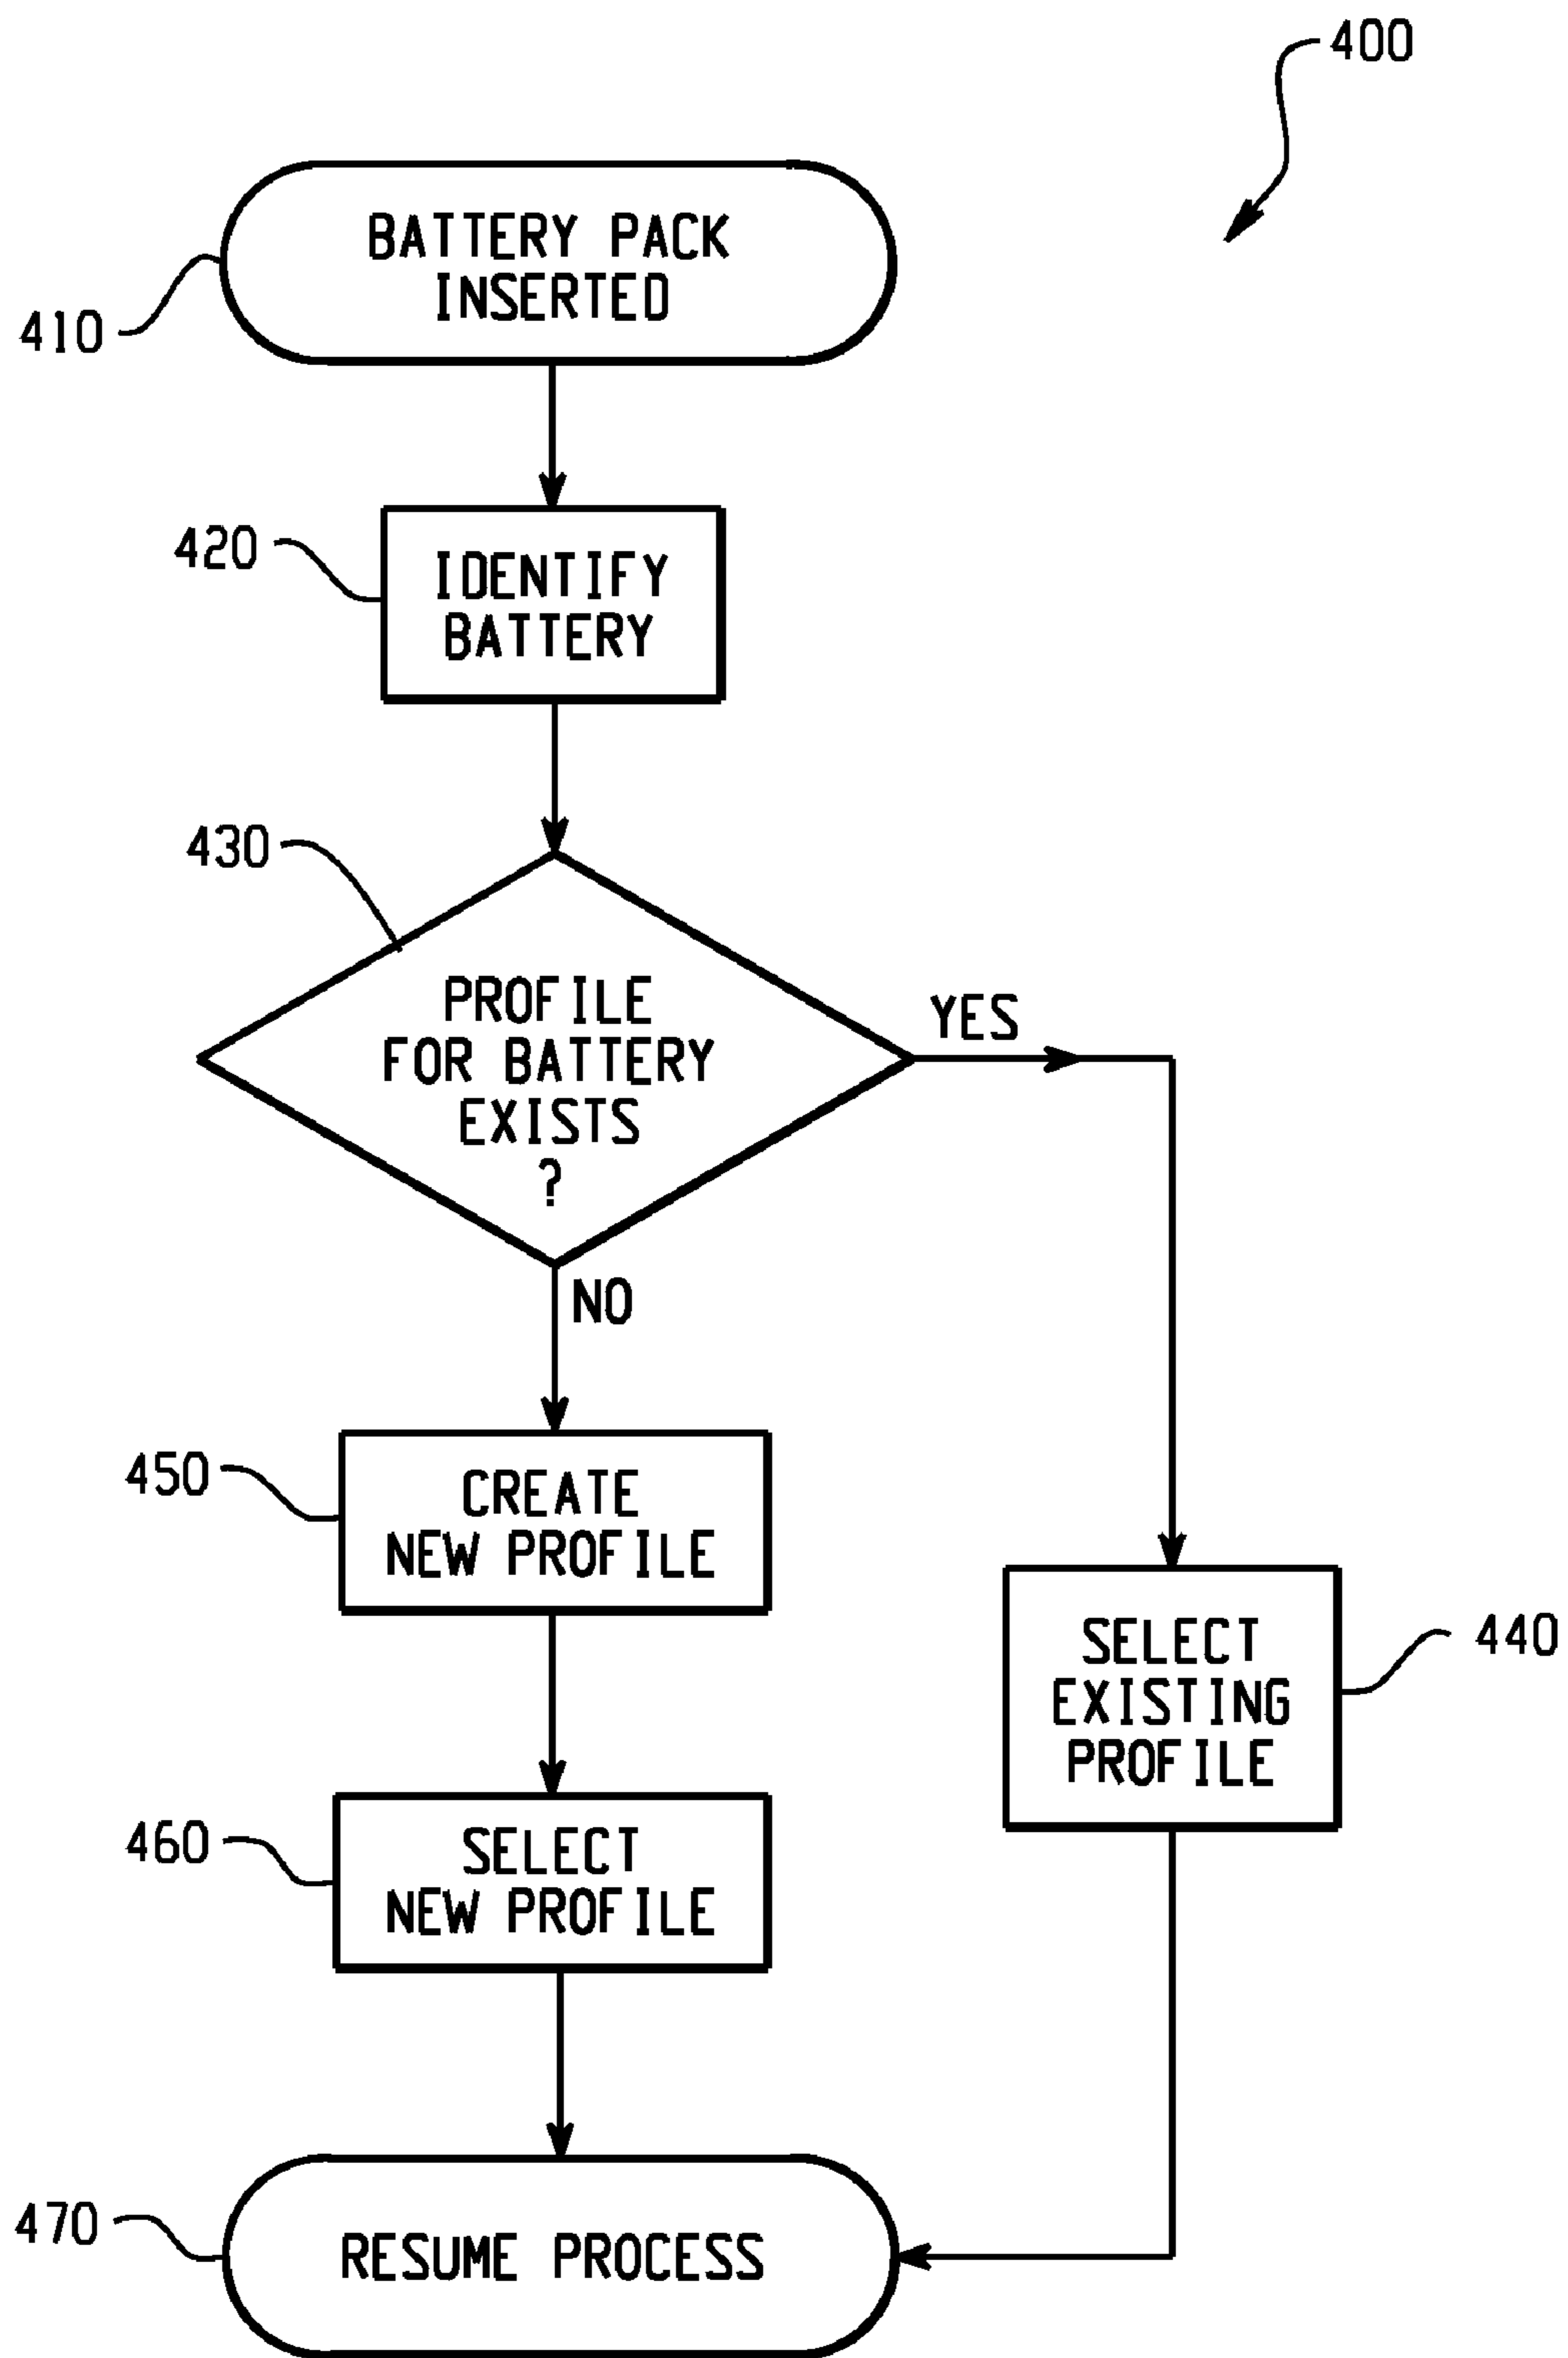 400
BATTERY PACK
INSERTED
410
420
IDENTIFY
BATTERY
430
PROFILE
FOR BATTERY
EXISTS
?
YES
NO
450
CREATE
NEW PROFILE
SELECT
EXISTING
PROFILE
440
460
SELECT
NEW PROFILE
470
RESUME PROCESS